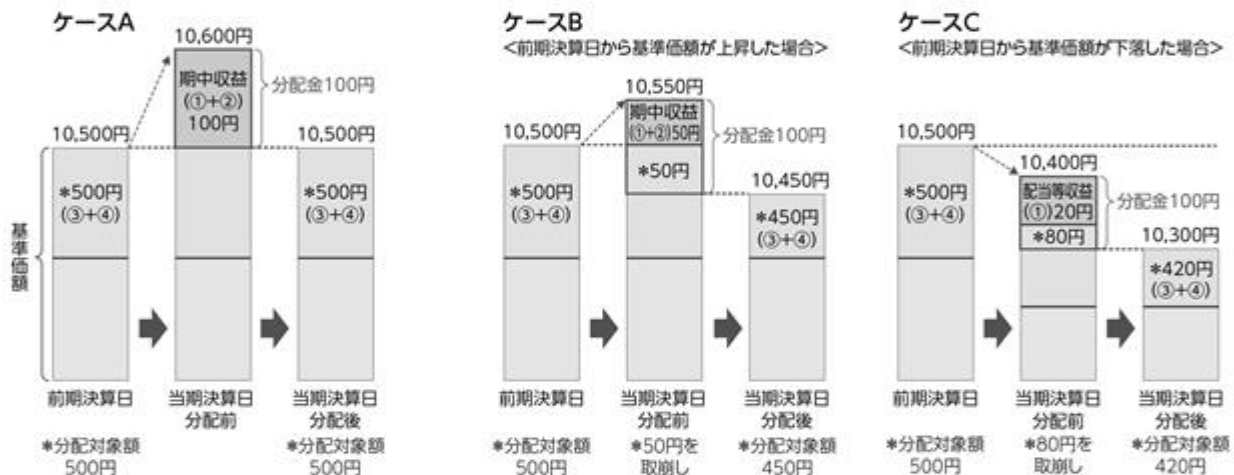 ケースA
10,600円
期中収益
(①+②)
100円
分配金100円
10,500円
10,500円
*500円
(③+④)
*500円
(③+④)
基準価額
前期決算日
当期決算日
分配前
当期決算日
分配後
*分配対象額
500円
*分配対象額
500円
ケースB
<前期決算日から基準価額が上昇した場合>
10,550円
期中収益
(①+②)50円
分配金100円
10,500円
*50円
10,450円
*500円
(③+④)
*450円
(③+④)
前期決算日
当期決算日
分配前
当期決算日
分配後
*分配対象額
500円
*50円を
取崩し
*分配対象額
450円
ケースC
<前期決算日から基準価額が下落した場合>
10,500円
10,400円
配当等収益
(①)20円
分配金100円
*80円
10,300円
*500円
(③+④)
*420円
(③+④)
前期決算日
当期決算日
分配前
当期決算日
分配後
*分配対象額
500円
*80円を
取崩し
*分配対象額
420円